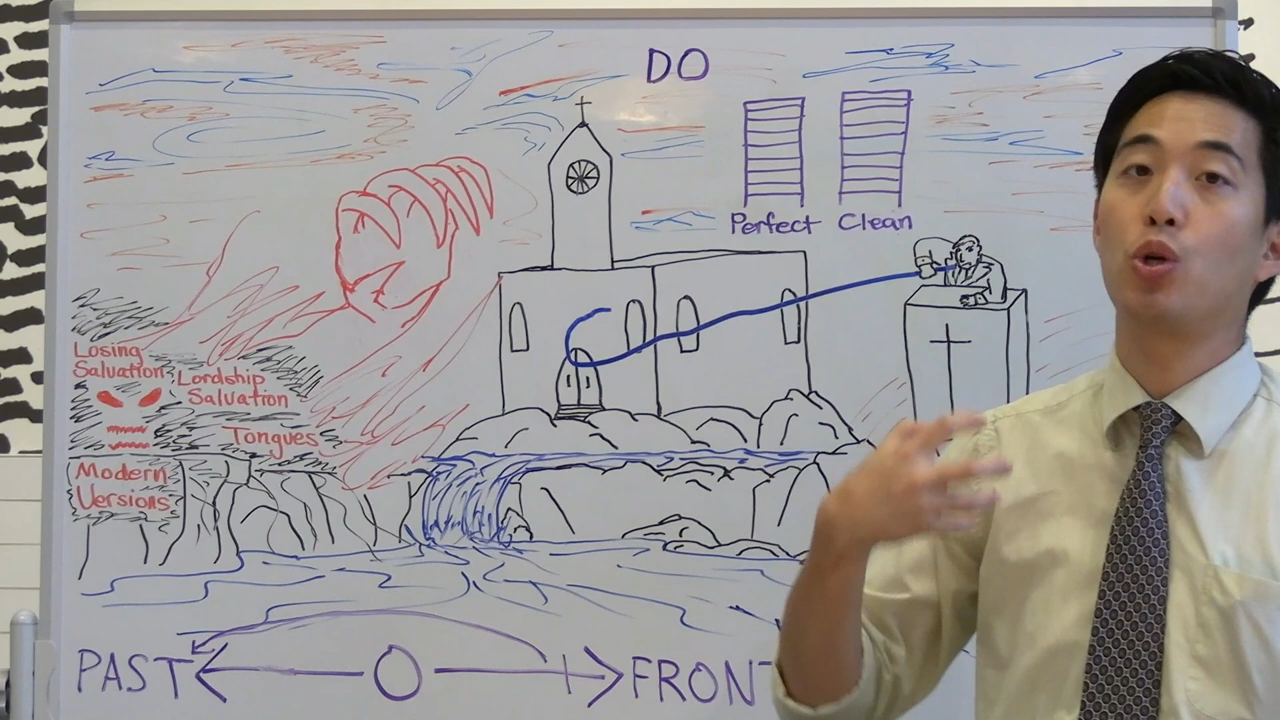 DO
Perfect Clean
Losing
Salvation
Lordship
Salvation
Tongues
Modern
Versions
PAST
O
FRONT